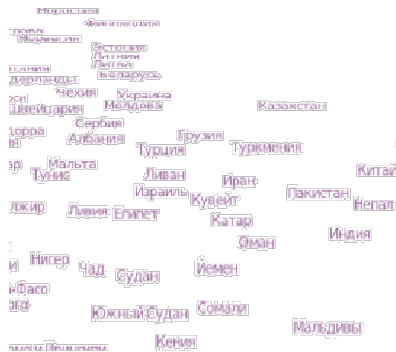 Эстония
Латвия
Литва
Беларусь
Чехия
Украина
Швейцария
Молдова
Казахстан
Сербия
Албания
Грузия
Турция
Туркмения
Мальта
Тунис
Ливан
Иран
Китай
Израиль
Кувейт
Пакистан
Непал
Ливия
Египет
Катар
Индия
Оман
Нигер
Чад
Судан
Йемен
Южный Судан
Сомали
Мальдивы
Кения